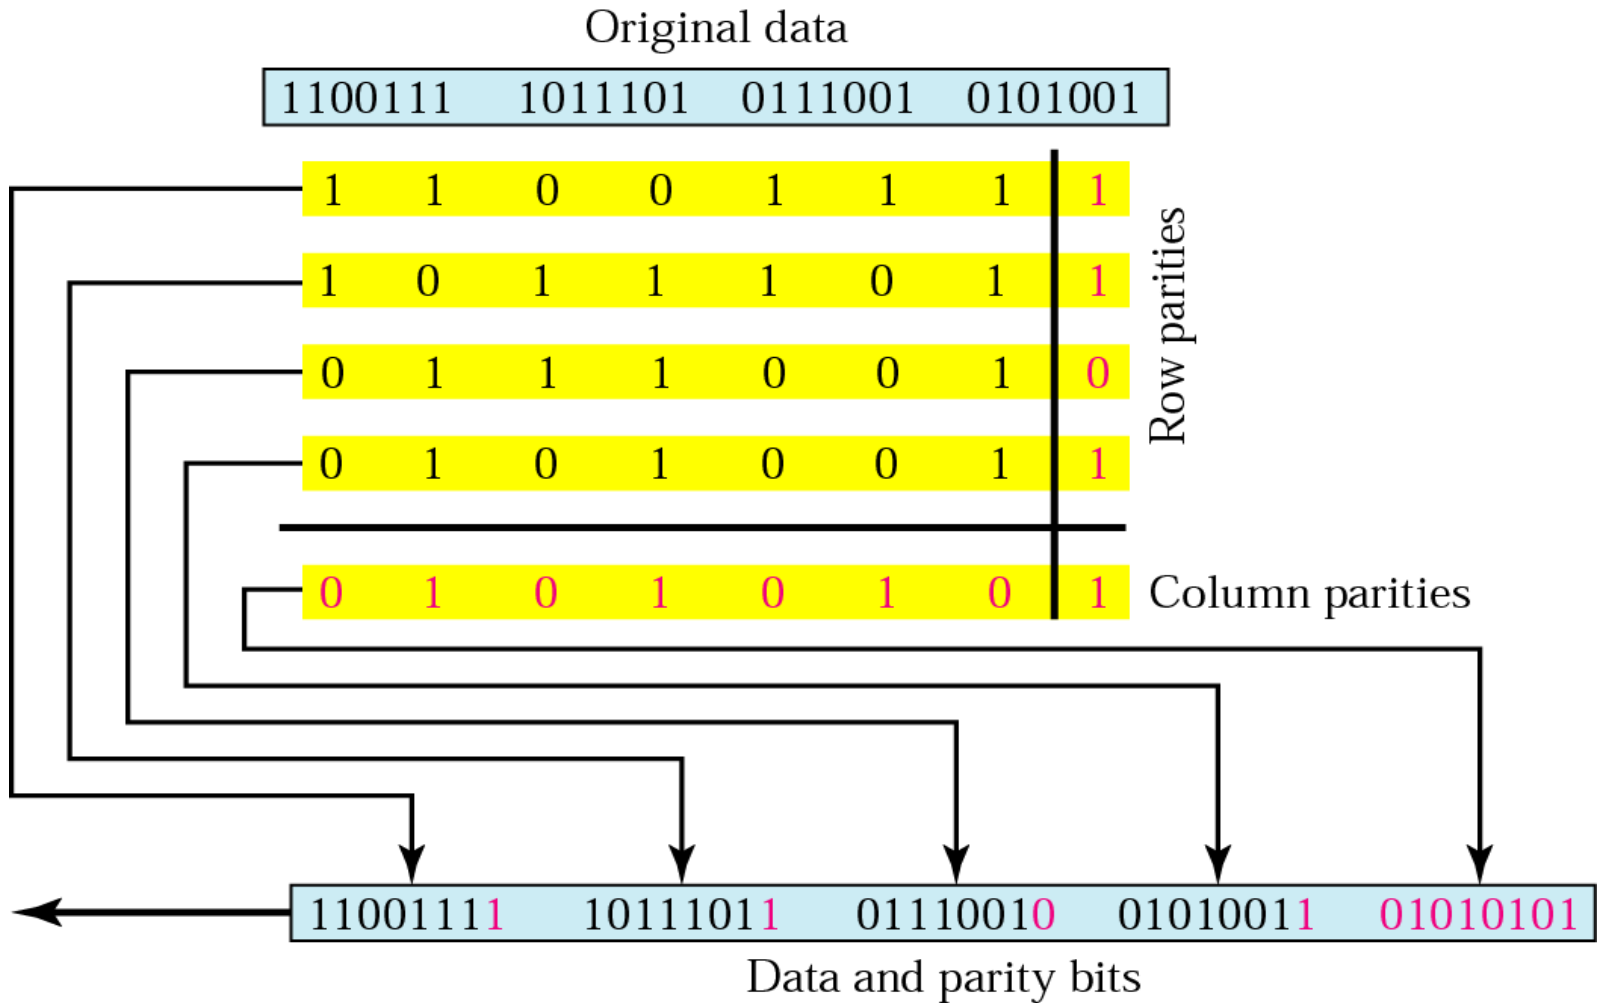 Original data
1100111 1011101 0111001 0101001
1 1 0 0 1 1 1 1
1 0 1 1 1 0 1 1
0 1 1 1 0 0 1 0
0 1 0 1 0 0 1 1
Row parities
0 1 0 1 0 1 0 1
Column parities
11001111 10111011 01110010 01010011 01010101
Data and parity bits